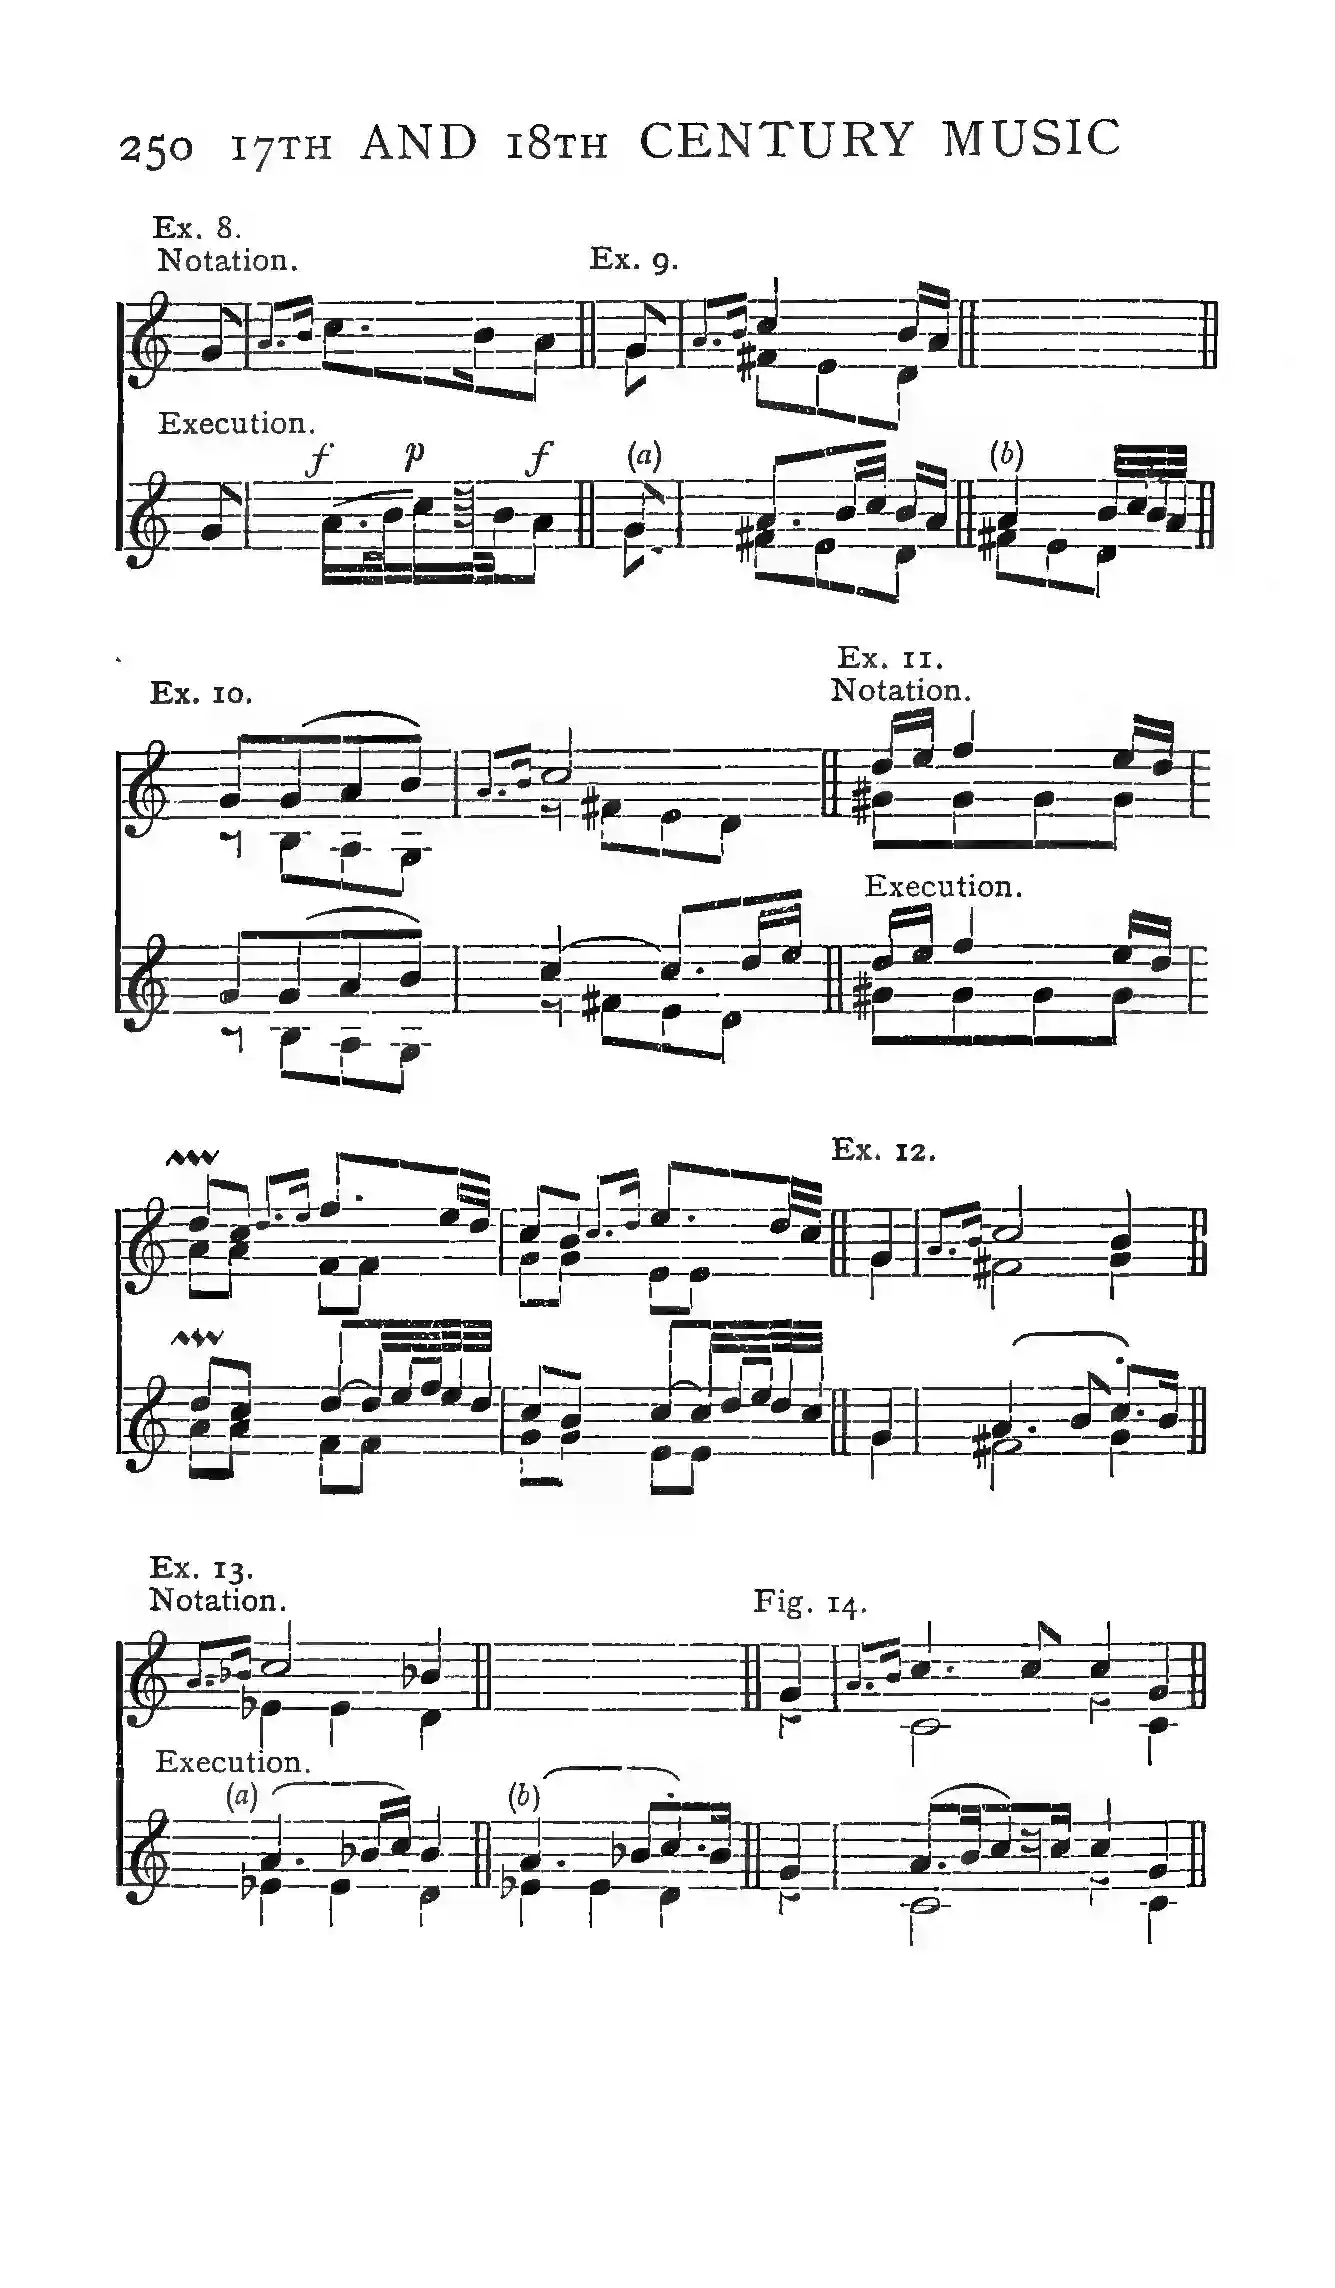 250 17TH AND 18TH CENTURY MUSIC
Ex. 8.
Notation.
Ex. 9.
Execution.
f p f (a) (b)
Ex. 10.
Ex. 11.
Notation.
Execution.
Ex. 12.
Ex. 13.
Notation.
Fig. 14.
Execution.
(a) (b)